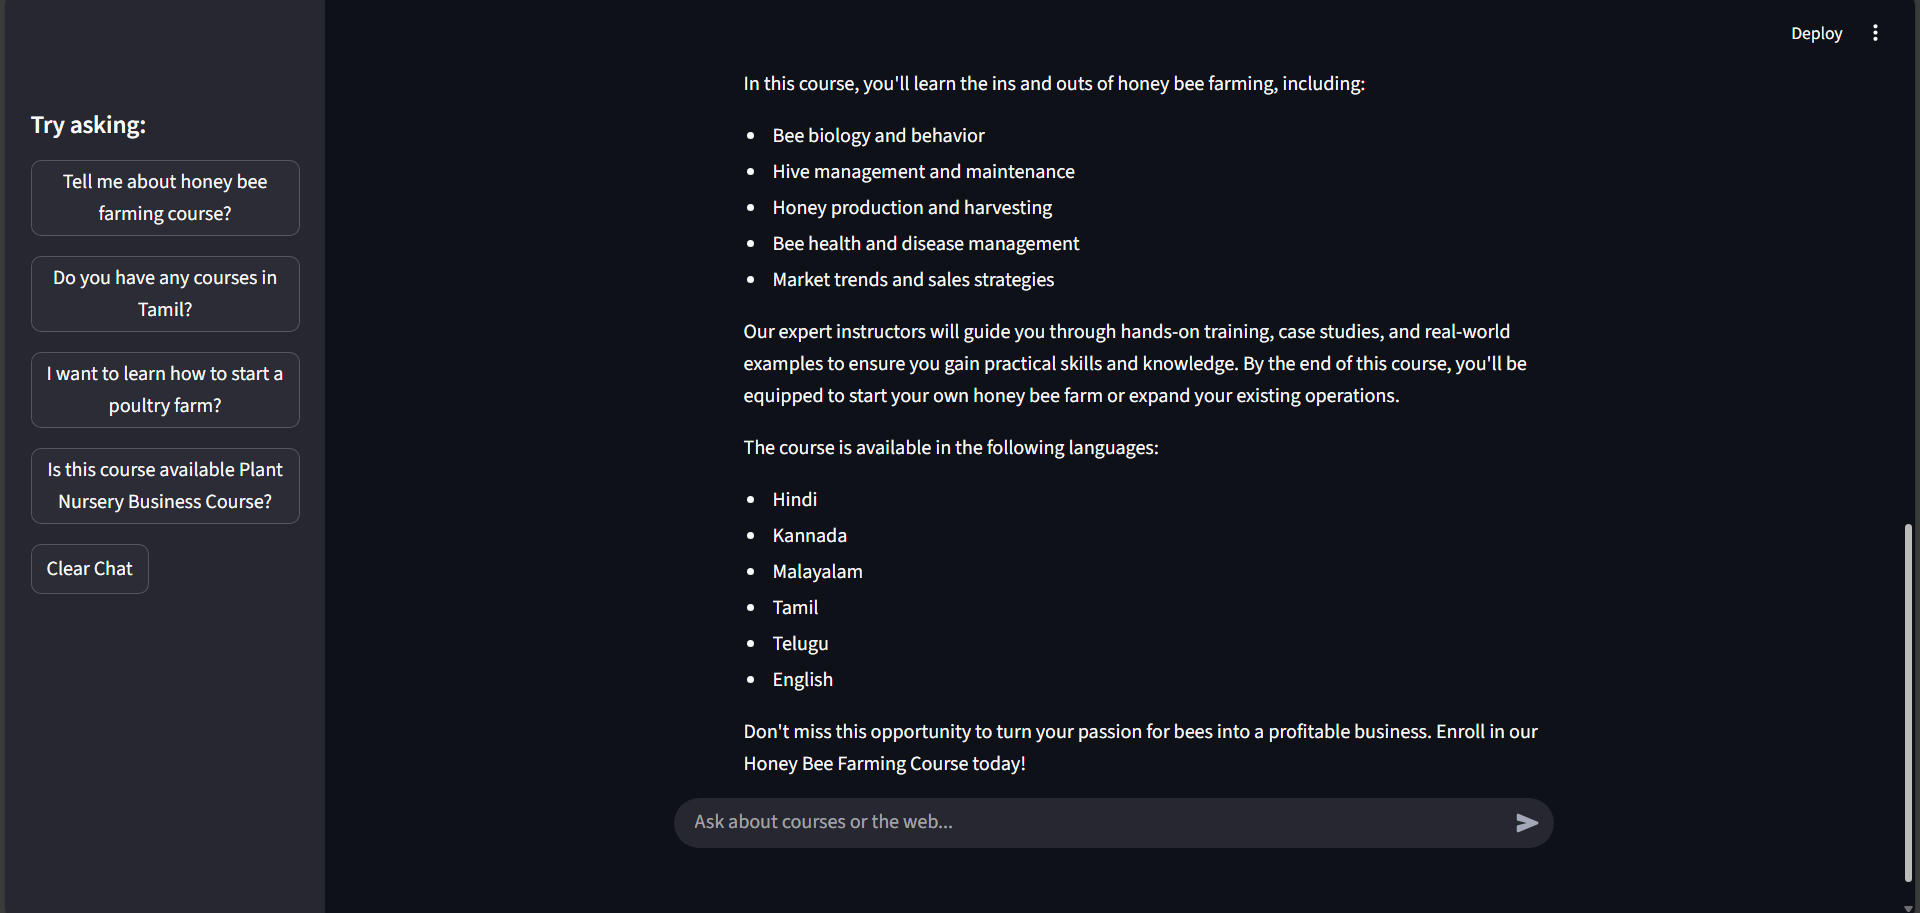 Deploy
Try asking:
Tell me about honey bee
farming course?
Do you have any courses in
Tamil?
I want to learn how to start a
poultry farm?
Is this course available Plant
Nursery Business Course?
Clear Chat
In this course, you'll learn the ins and outs of honey bee farming, including:
Bee biology and behavior
Hive management and maintenance
Honey production and harvesting
Bee health and disease management
Market trends and sales strategies
Our expert instructors will guide you through hands-on training, case studies, and real-world
examples to ensure you gain practical skills and knowledge. By the end of this course, you'll be
equipped to start your own honey bee farm or expand your existing operations.
The course is available in the following languages:
Hindi
Kannada
Malayalam
Tamil
Telugu
English
Don't miss this opportunity to turn your passion for bees into a profitable business. Enroll in our
Honey Bee Farming Course today!
Ask about courses or the web...